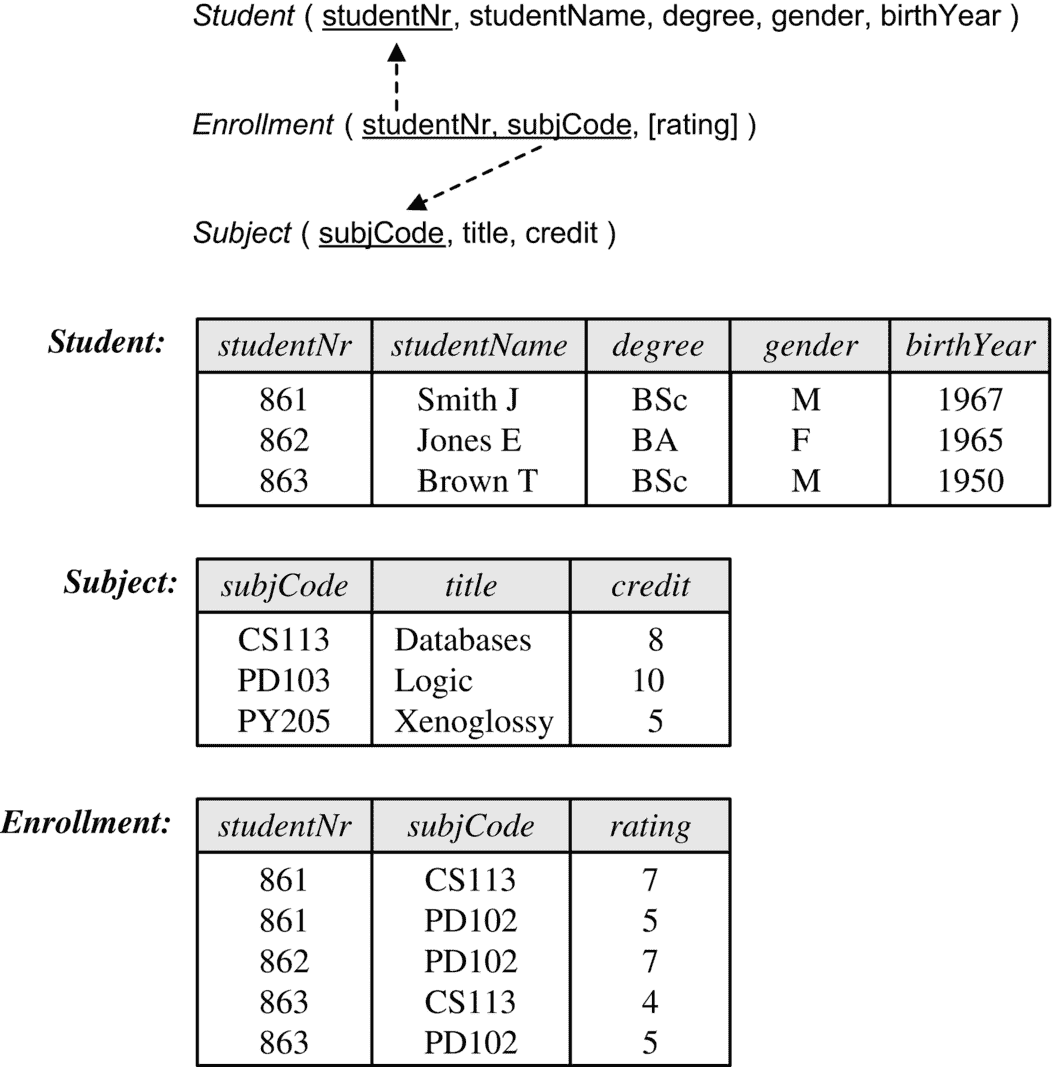 Student ( studentNr, studentName, degree, gender, birthYear )
Enrollment ( studentNr, subjCode, [rating] )
Subject ( subjCode, title, credit )
Student:
studentNr studentName degree gender birthYear
861 Smith J BSc M 1967
862 Jones E BA F 1965
863 Brown T BSc M 1950
Subject:
subjCode title credit
CS113 Databases 8
PD103 Logic 10
PY205 Xenoglossy 5
Enrollment:
studentNr subjCode rating
861 CS113 7
861 PD102 5
862 PD102 7
863 CS113 4
863 PD102 5